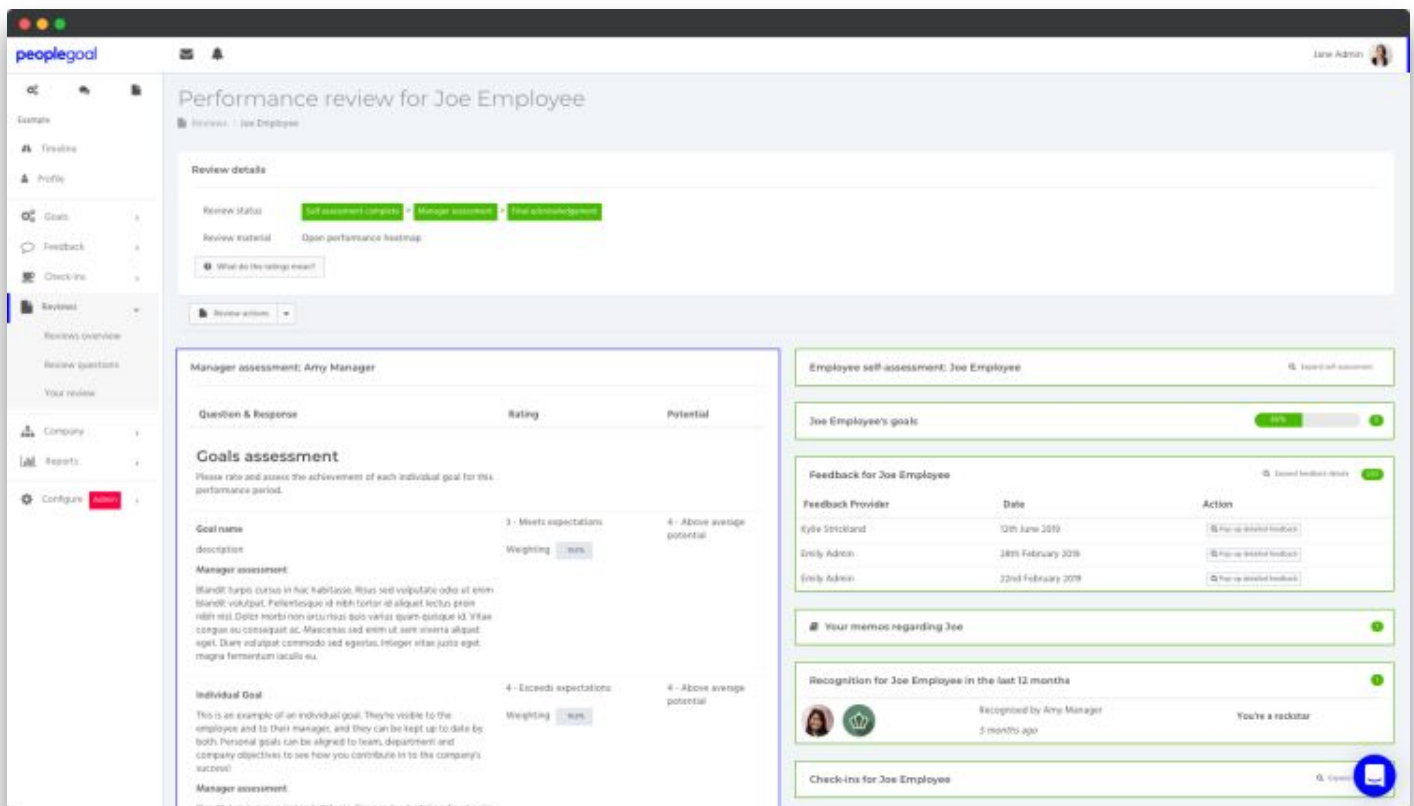 peoplegoal
Jane Admin
Example
Timeline
Profile
Goals
Feedback
Check-ins
Reviews
Reviews overview
Review questions
Your review
Company
Reports
Configure Admin
Performance review for Joe Employee
Reviews / Joe Employee
Review details
Review status Self assessment complete > Manager assessment > Final acknowledgement
Review material Open performance heatmap
What do the ratings mean?
Review actions
Manager assessment: Amy Manager
Question & Response Rating Potential
Goals assessment
Please rate and assess the achievement of each individual goal for this
performance period.
Goal name 3 - Meets expectations 4 - Above average
potential
description Weighting
Manager assessment
Blandit turpis cursus in hac habitasse. Risus sed vulputate odio ut enim
blandit volutpat. Pellentesque id nibh tortor id aliquet lectus proin
nibh nisl. Dolor morbi non arcu risus quis varius quam quisque id. Vitae
congue eu consequat ac. Maecenas sed enim ut sem viverra aliquet
eget. Diam volutpat commodo sed egestas. Integer vitae justo eget
magna fermentum iaculis eu.
Individual Goal 4 - Exceeds expectations 4 - Above average
potential
This is an example of an individual goal. They're visible to the Weighting
employee and to their manager, and they can be kept up to date by
both. Personal goals can be aligned to team, department and
company objectives to see how you contribute in to the company's
success!
Manager assessment
Employee self-assessment: Joe Employee Expand self-assessment
Joe Employee's goals
Feedback for Joe Employee Expand feedback details
Feedback Provider Date Action
Kylie Strickland 12th June 2019 Pop-up detailed feedback
Emily Admin 28th February 2019 Pop-up detailed feedback
Emily Admin 22nd February 2019 Pop-up detailed feedback
Your memos regarding Joe
Recognition for Joe Employee in the last 12 months 1
Recognised by Amy Manager You're a rockstar
5 months ago
Check-ins for Joe Employee